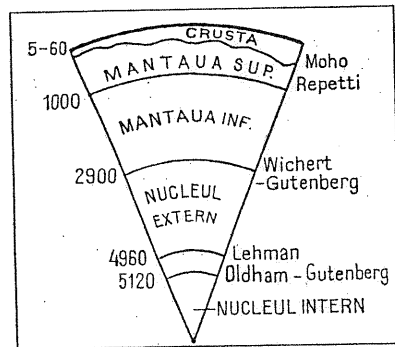 CRUSTA
5-60
MANTAUA SUP.
Moho
Repetti
1000
MANTAUA INF.
2900
Wichert
-Gutenberg
NUCLEUL
EXTERN
4960
Lehman
5120
Oldham-Gutenberg
NUCLEUL INTERN